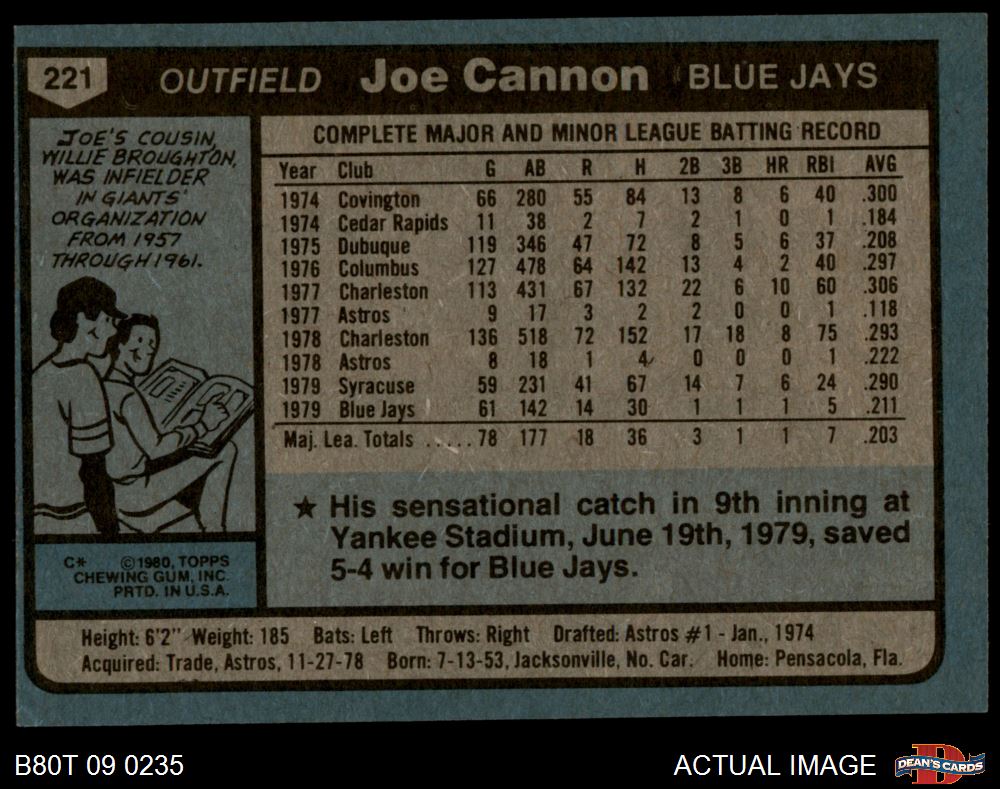 221 OUTFIELD Joe Cannon BLUE JAYS
JOE'S COUSIN,
WILLIE BROUGHTON,
WAS INFIELDER
IN GIANTS'
ORGANIZATION
FROM 1957
THROUGH 1961.
COMPLETE MAJOR AND MINOR LEAGUE BATTING RECORD
Year Club G AB R H 2B 3B HR RBI AVG
1974 Covington 66 280 55 84 13 8 6 40 .300
1974 Cedar Rapids 11 38 2 7 2 1 0 1 .184
1975 Dubuque 119 346 47 72 8 5 6 37 .208
1976 Columbus 127 478 64 142 13 4 2 40 .297
1977 Charleston 113 431 67 132 22 6 10 60 .306
1977 Astros 9 17 3 2 2 0 0 1 .118
1978 Charleston 136 518 72 152 17 18 8 75 .293
1978 Astros 8 18 1 4 0 0 0 1 .222
1979 Syracuse 59 231 41 67 14 7 6 24 .290
1979 Blue Jays 61 142 14 30 1 1 1 5 .211
Maj. Lea. Totals ..... 78 177 18 36 3 1 1 7 .203
★ His sensational catch in 9th inning at
Yankee Stadium, June 19th, 1979, saved
5-4 win for Blue Jays.
C* ©1980, TOPPS
CHEWING GUM, INC.
PRTD. IN U.S.A.
Height: 6'2" Weight: 185 Bats: Left Throws: Right Drafted: Astros #1 - Jan., 1974
Acquired: Trade, Astros, 11-27-78 Born: 7-13-53, Jacksonville, No. Car. Home: Pensacola, Fla.
B80T 09 0235 ACTUAL IMAGE DEAN'S CARDS